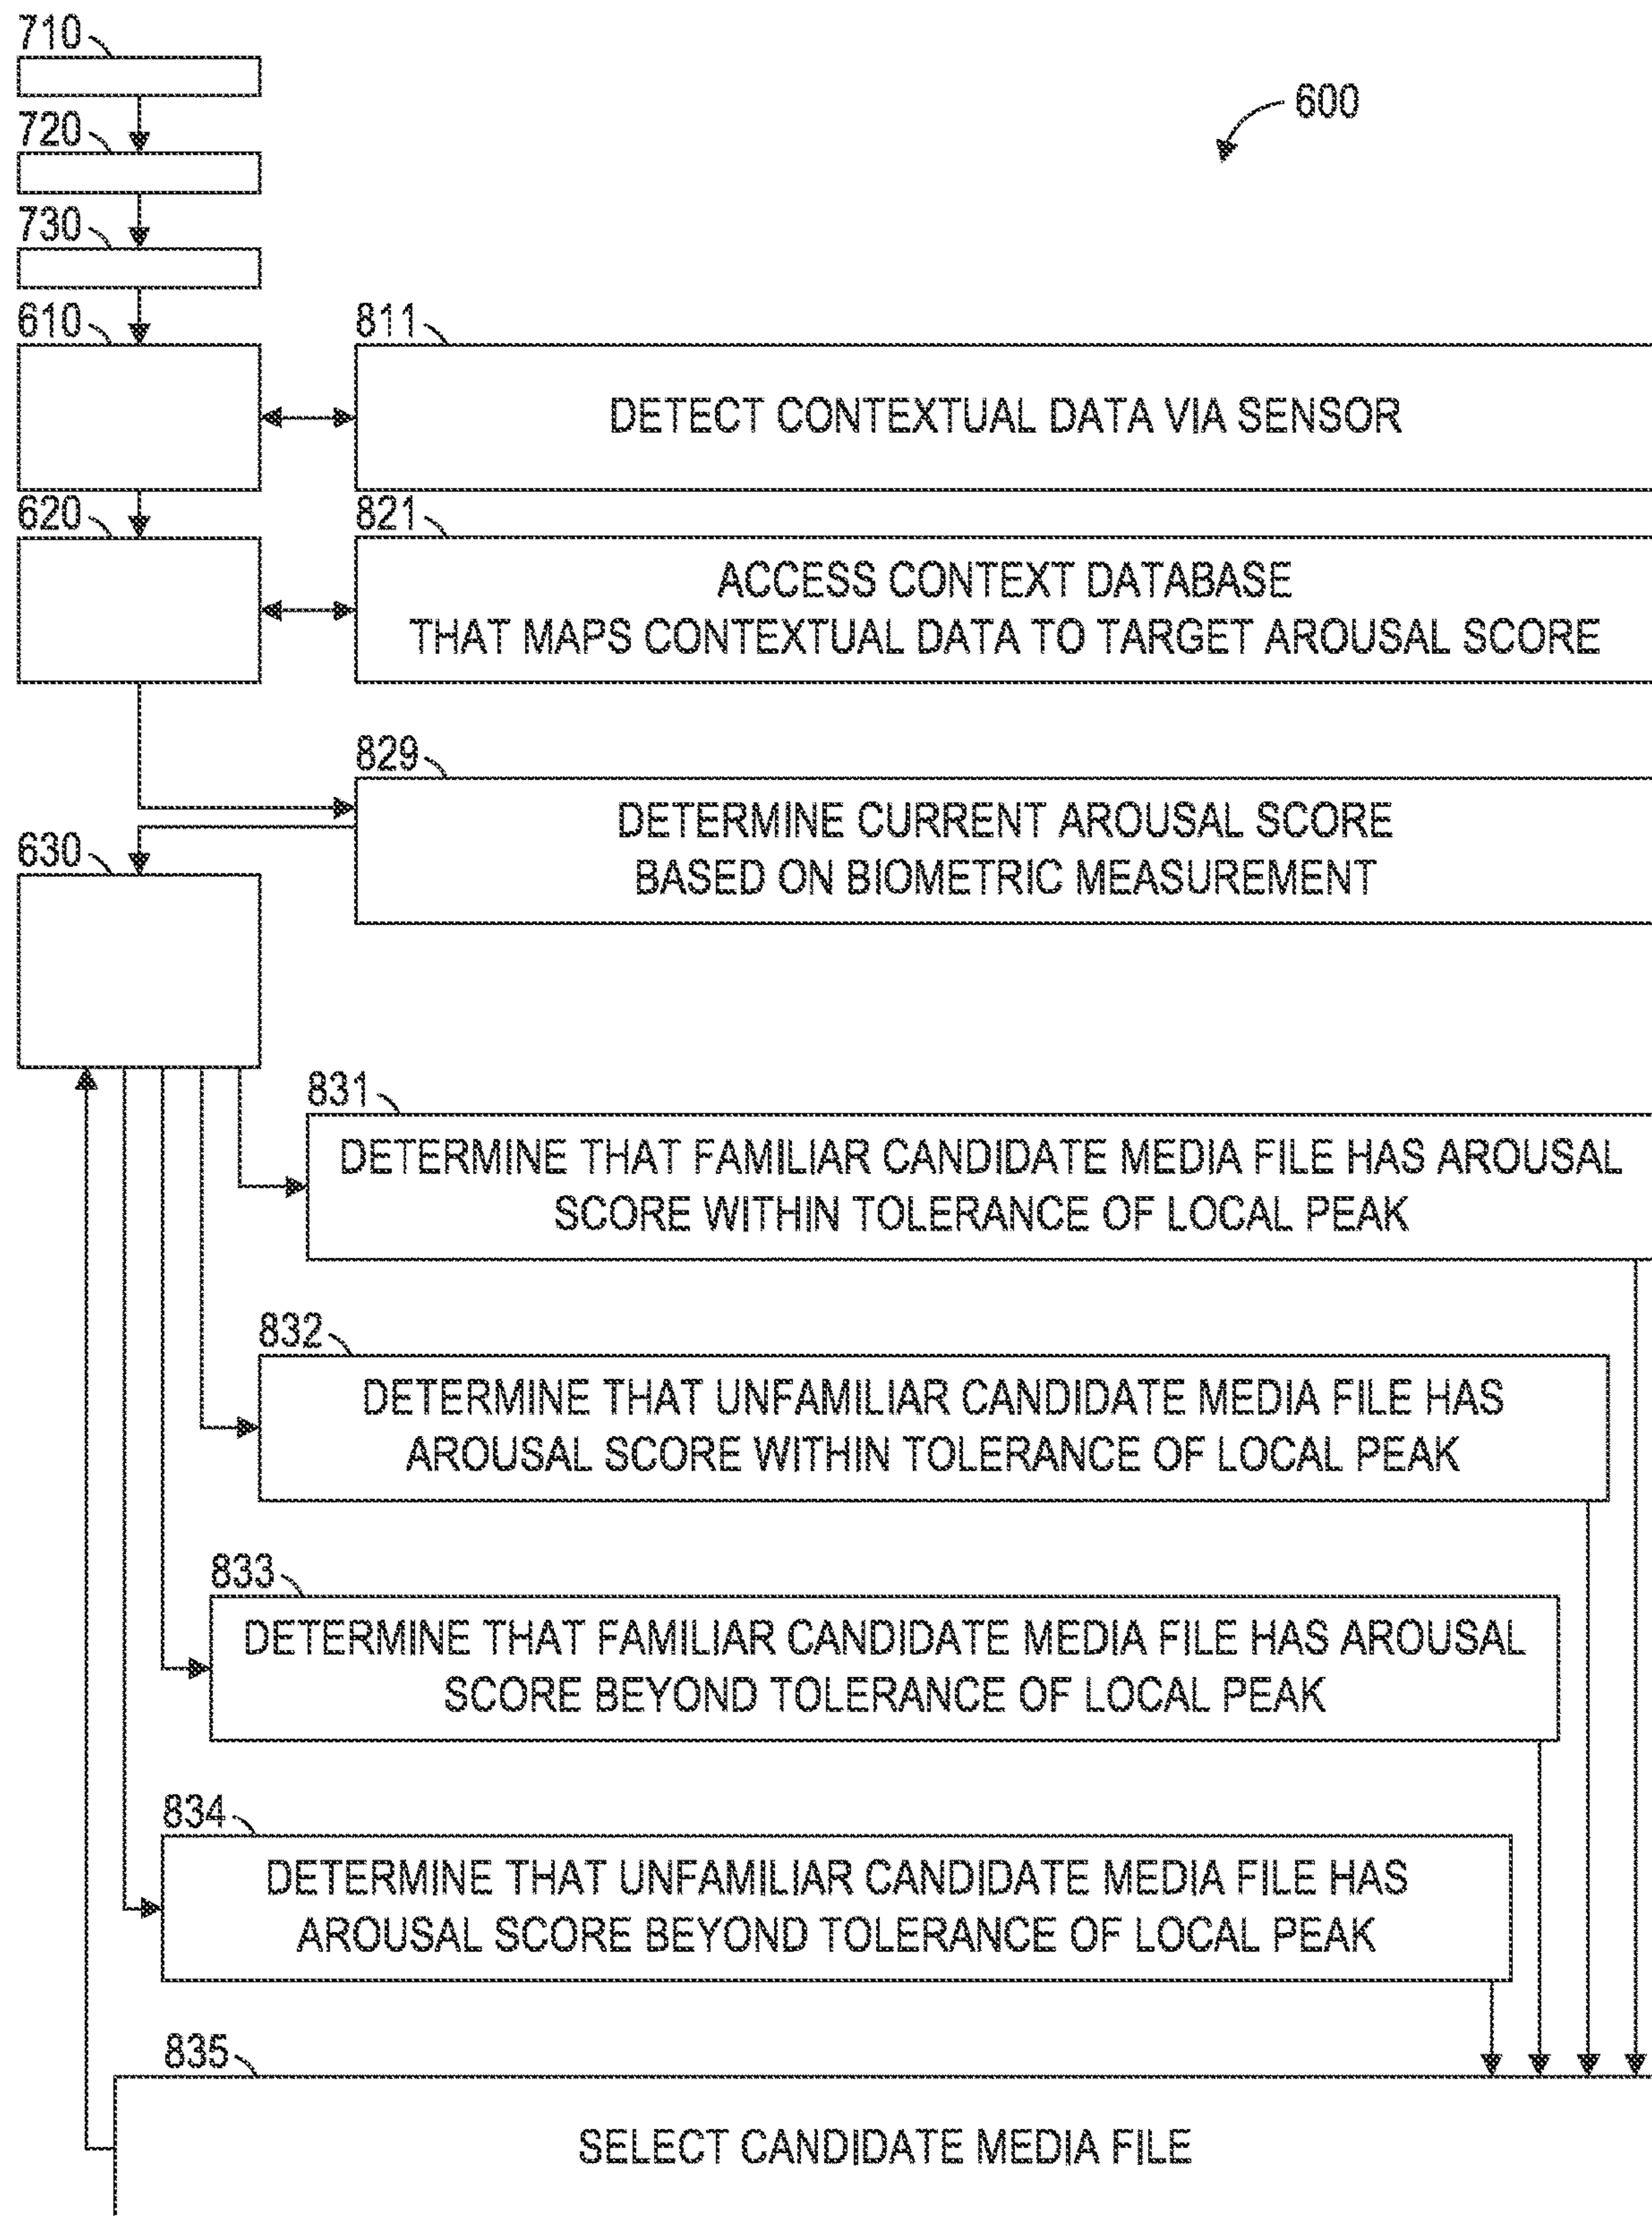 710
600
720
730
610
811
DETECT CONTEXTUAL DATA VIA SENSOR
620
821
ACCESS CONTEXT DATABASE
THAT MAPS CONTEXTUAL DATA TO TARGET AROUSAL SCORE
829
DETERMINE CURRENT AROUSAL SCORE
BASED ON BIOMETRIC MEASUREMENT
630
831
DETERMINE THAT FAMILIAR CANDIDATE MEDIA FILE HAS AROUSAL
SCORE WITHIN TOLERANCE OF LOCAL PEAK
832
DETERMINE THAT UNFAMILIAR CANDIDATE MEDIA FILE HAS
AROUSAL SCORE WITHIN TOLERANCE OF LOCAL PEAK
833
DETERMINE THAT FAMILIAR CANDIDATE MEDIA FILE HAS AROUSAL
SCORE BEYOND TOLERANCE OF LOCAL PEAK
834
DETERMINE THAT UNFAMILIAR CANDIDATE MEDIA FILE HAS
AROUSAL SCORE BEYOND TOLERANCE OF LOCAL PEAK
835
SELECT CANDIDATE MEDIA FILE